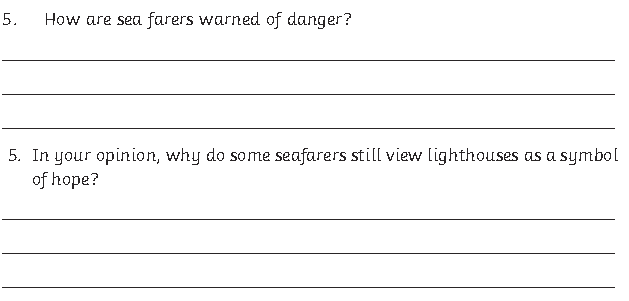 5. How are sea farers warned of danger?
5. In your opinion, why do some seafarers still view lighthouses as a symbol
of hope?